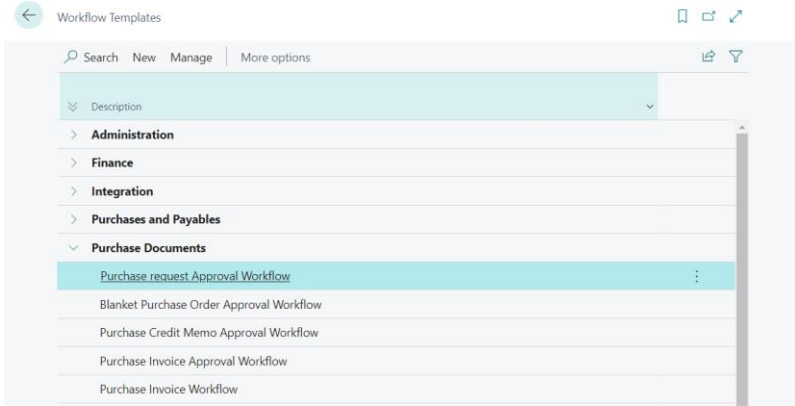 Workflow Templates
Search New Manage More options
Description
Administration
Finance
Integration
Purchases and Payables
Purchase Documents
Purchase request Approval Workflow
Blanket Purchase Order Approval Workflow
Purchase Credit Memo Approval Workflow
Purchase Invoice Approval Workflow
Purchase Invoice Workflow